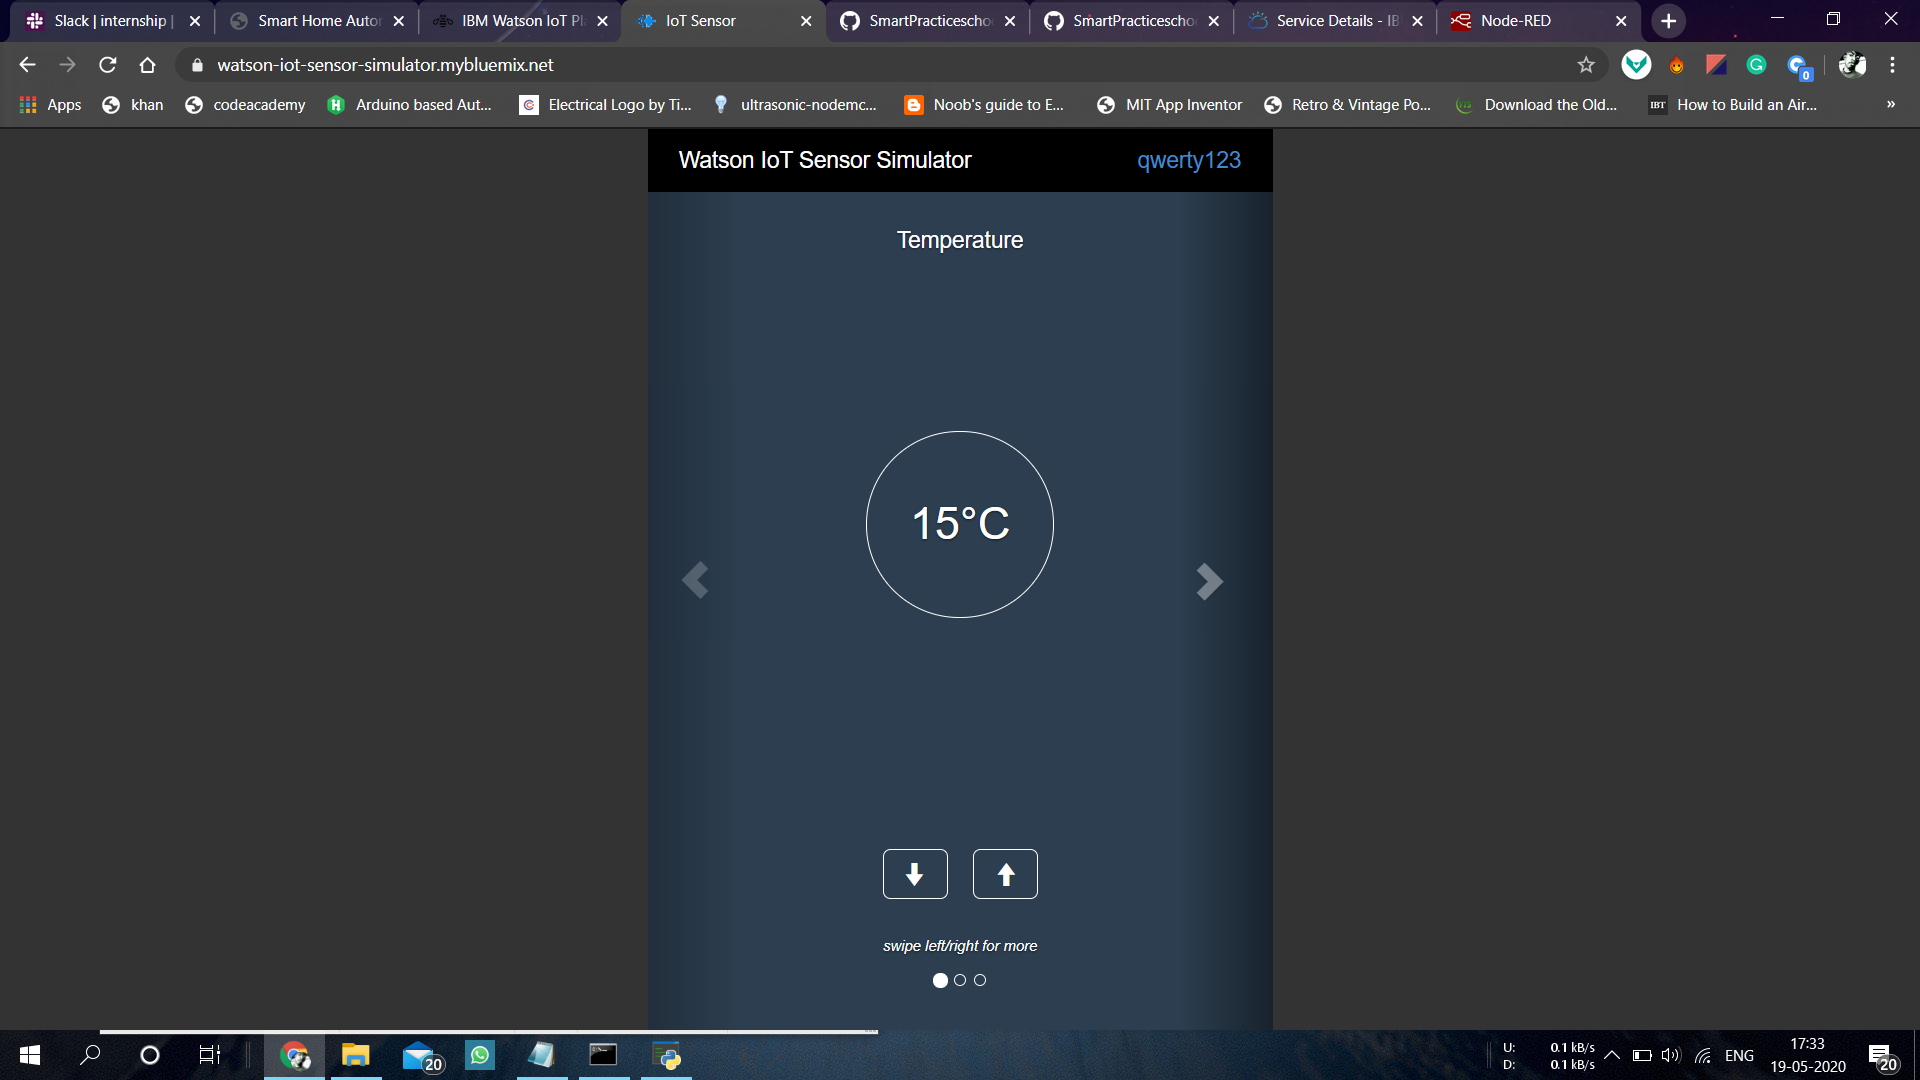 Slack | internship |
Smart Home Autor
IBM Watson IoT Pl
IoT Sensor
SmartPracticescho
SmartPracticescho
Service Details - IB
Node-RED
watson-iot-sensor-simulator.mybluemix.net
0
Apps
khan
codeacademy
Arduino based Aut...
Electrical Logo by Ti...
ultrasonic-nodemc...
Noob's guide to E...
MIT App Inventor
Retro & Vintage Po...
Download the Old...
IBT
How to Build an Air...
»
Watson IoT Sensor Simulator
qwerty123
Temperature
15°C
swipe left/right for more
20
U: 0.1 kB/s
D: 0.1 kB/s
ENG
17:33
19-05-2020
20